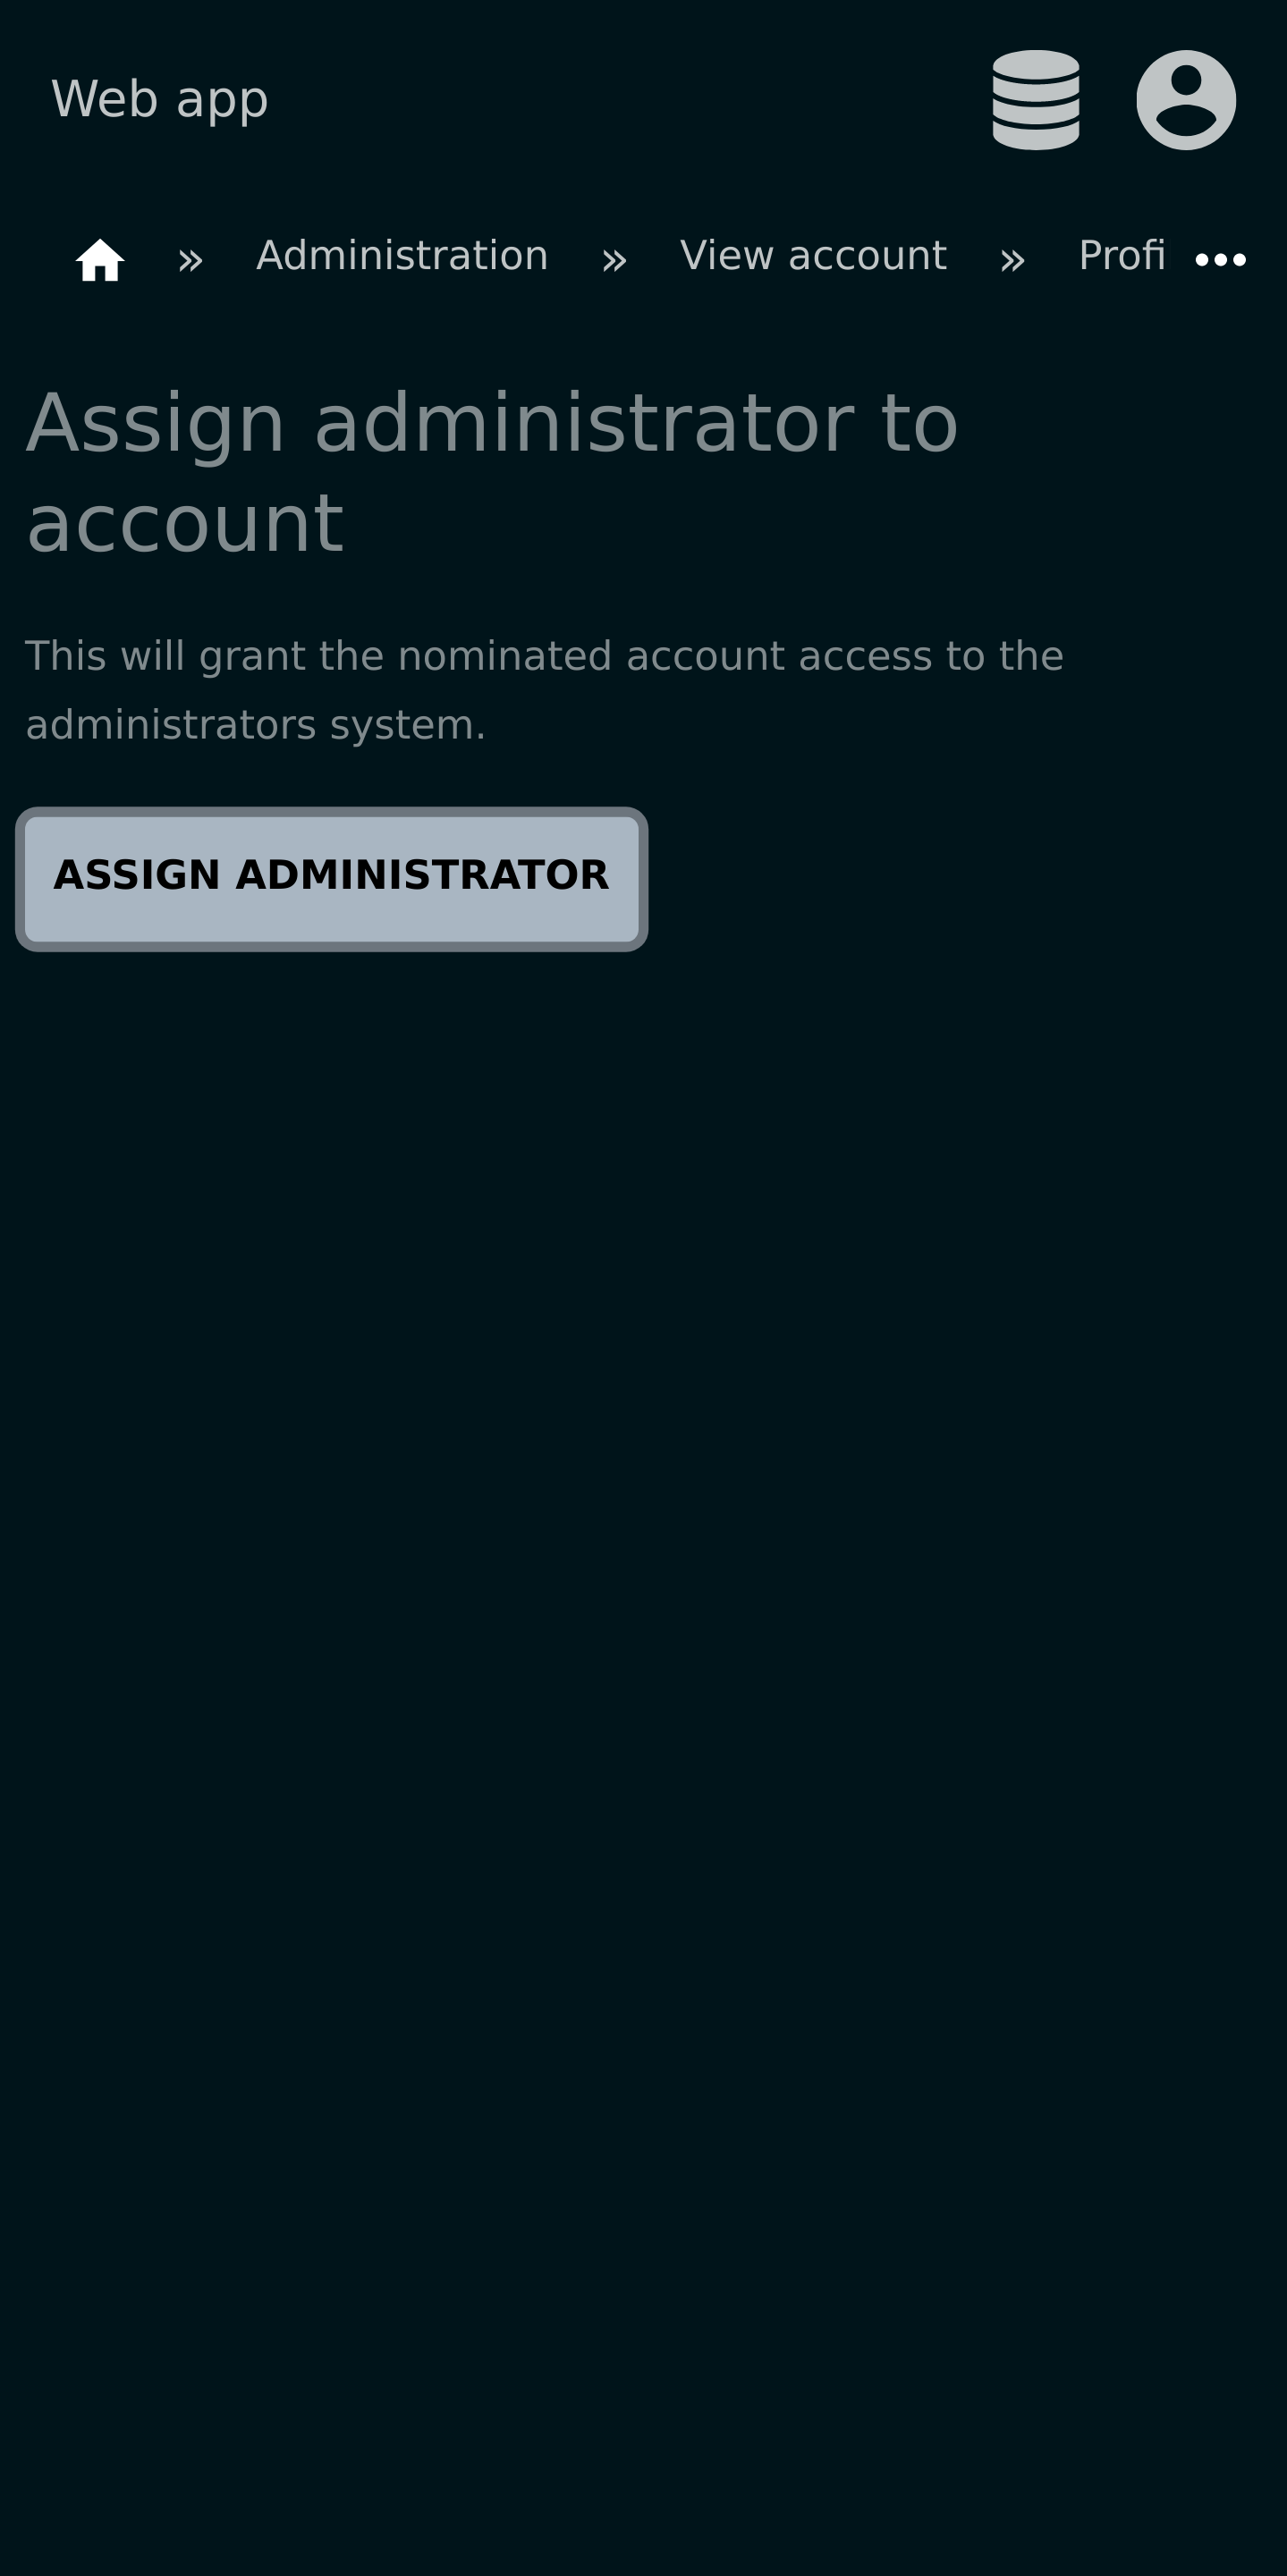 Web app
» Administration » View account » Profi
Assign administrator to
account
This will grant the nominated account access to the
administrators system.
ASSIGN ADMINISTRATOR